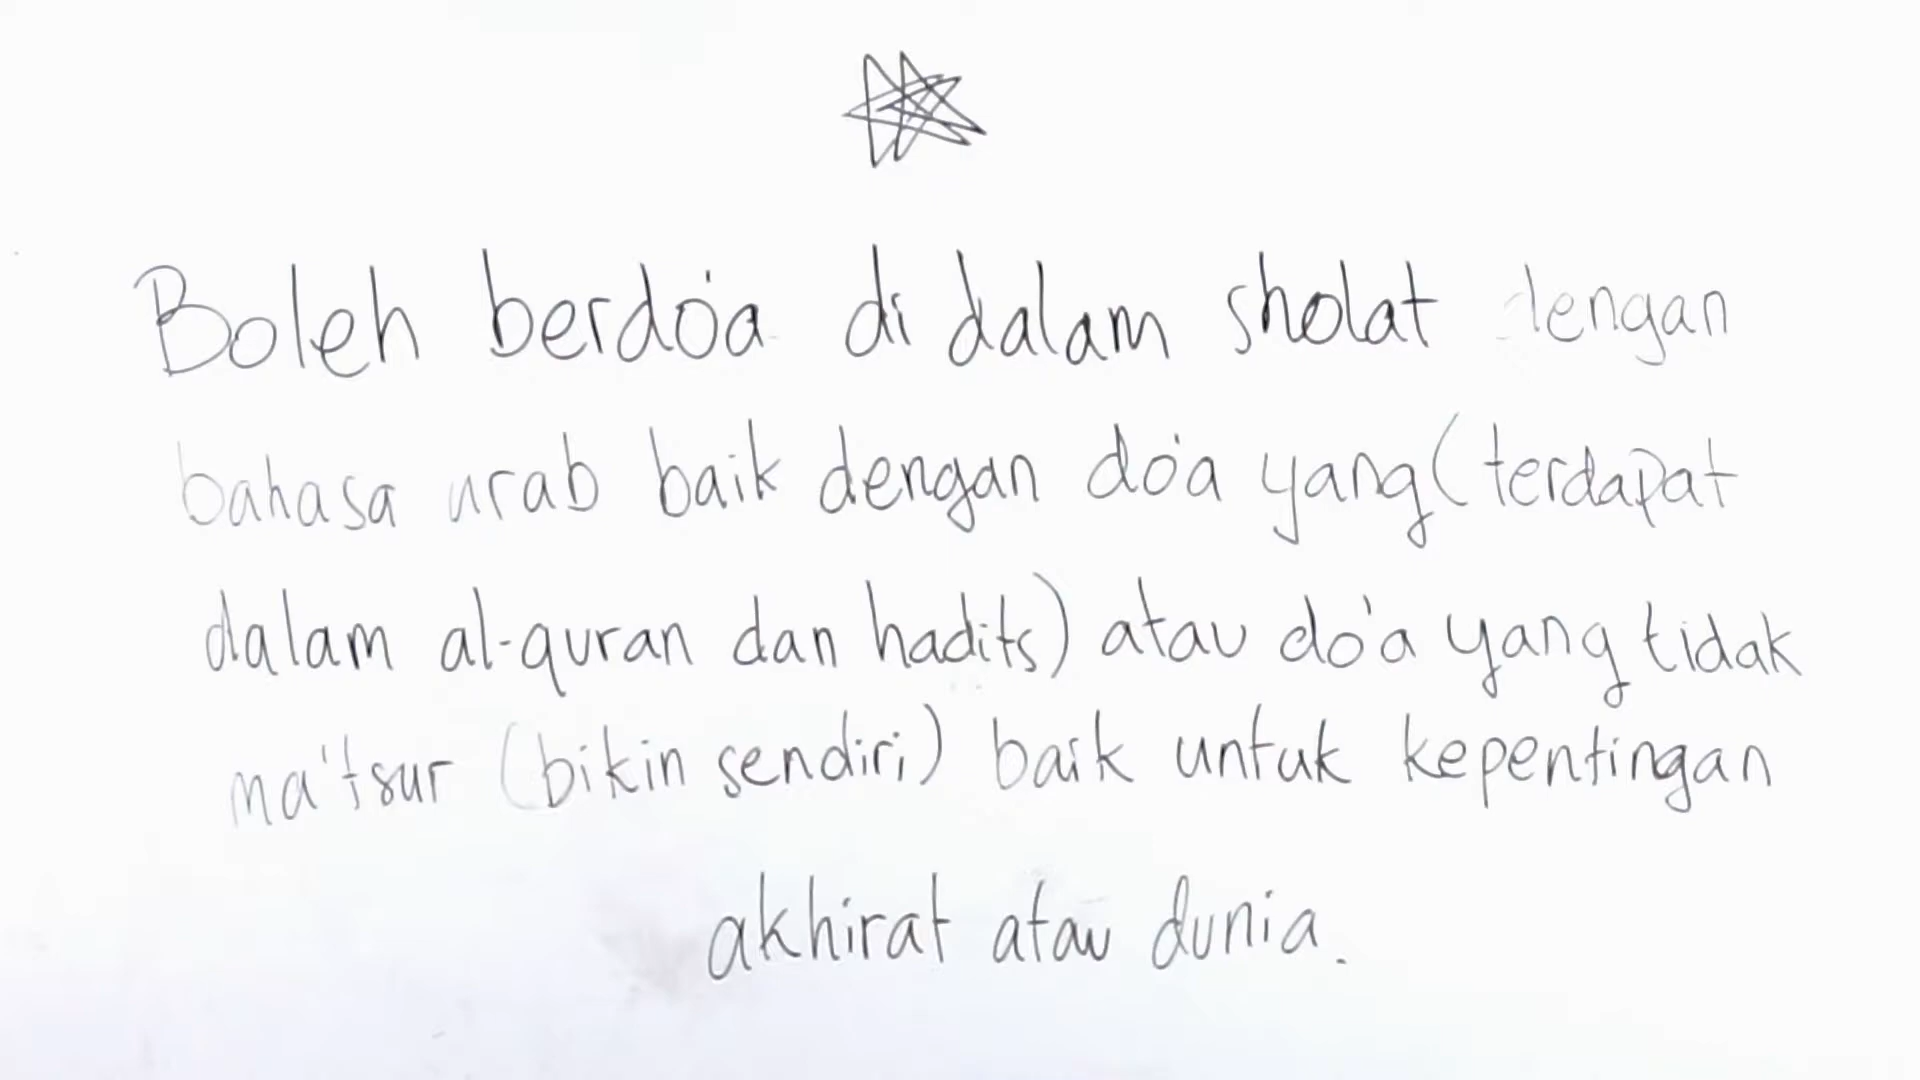 Boleh berdo'a di dalam sholat dengan
bahasa arab baik dengan do'a yang (terdapat
dalam al-quran dan hadits) atau do'a yang tidak
ma'tsur (bikin sendiri) baik untuk kepentingan
akhirat atau dunia.